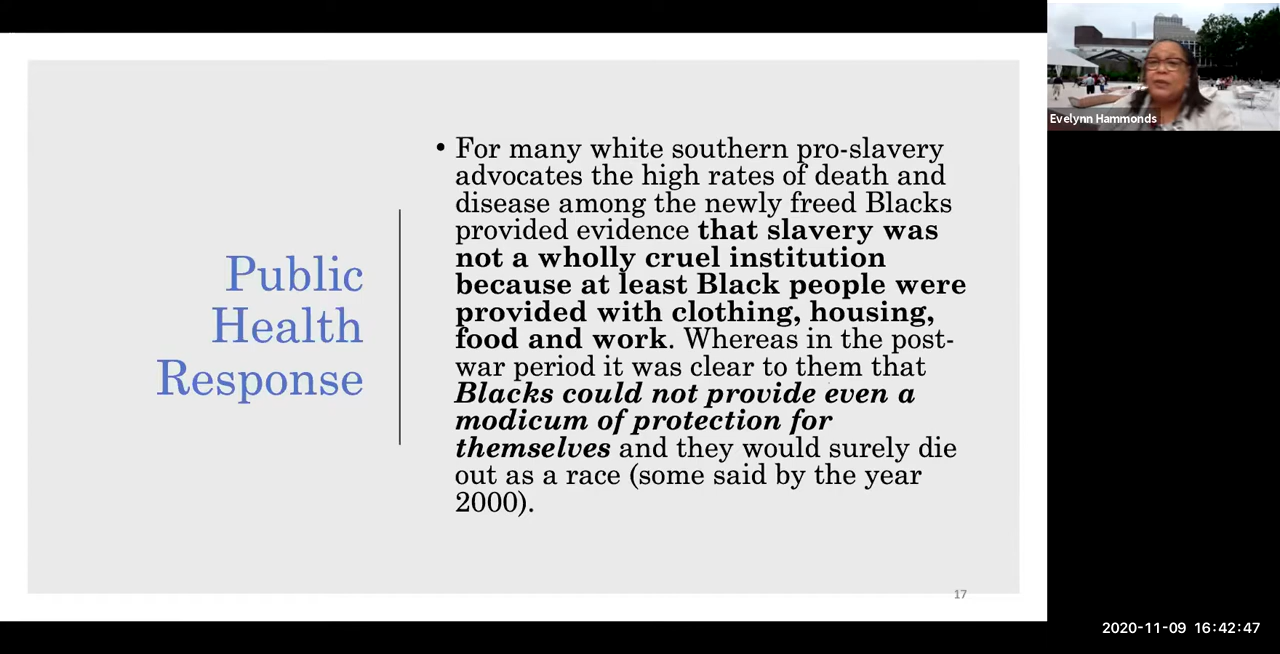 Evelynn Hammonds
Public
Health
Response
• For many white southern pro-slavery
advocates the high rates of death and
disease among the newly freed Blacks
provided evidence that slavery was
not a wholly cruel institution
because at least Black people were
provided with clothing, housing,
food and work. Whereas in the post-
war period it was clear to them that
Blacks could not provide even a
modicum of protection for
themselves and they would surely die
out as a race (some said by the year
2000).
17
2020-11-09 16:42:47